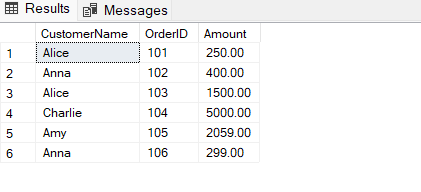 Results Messages
CustomerName OrderID Amount
1 Alice 101 250.00
2 Anna 102 400.00
3 Alice 103 1500.00
4 Charlie 104 5000.00
5 Amy 105 2059.00
6 Anna 106 299.00